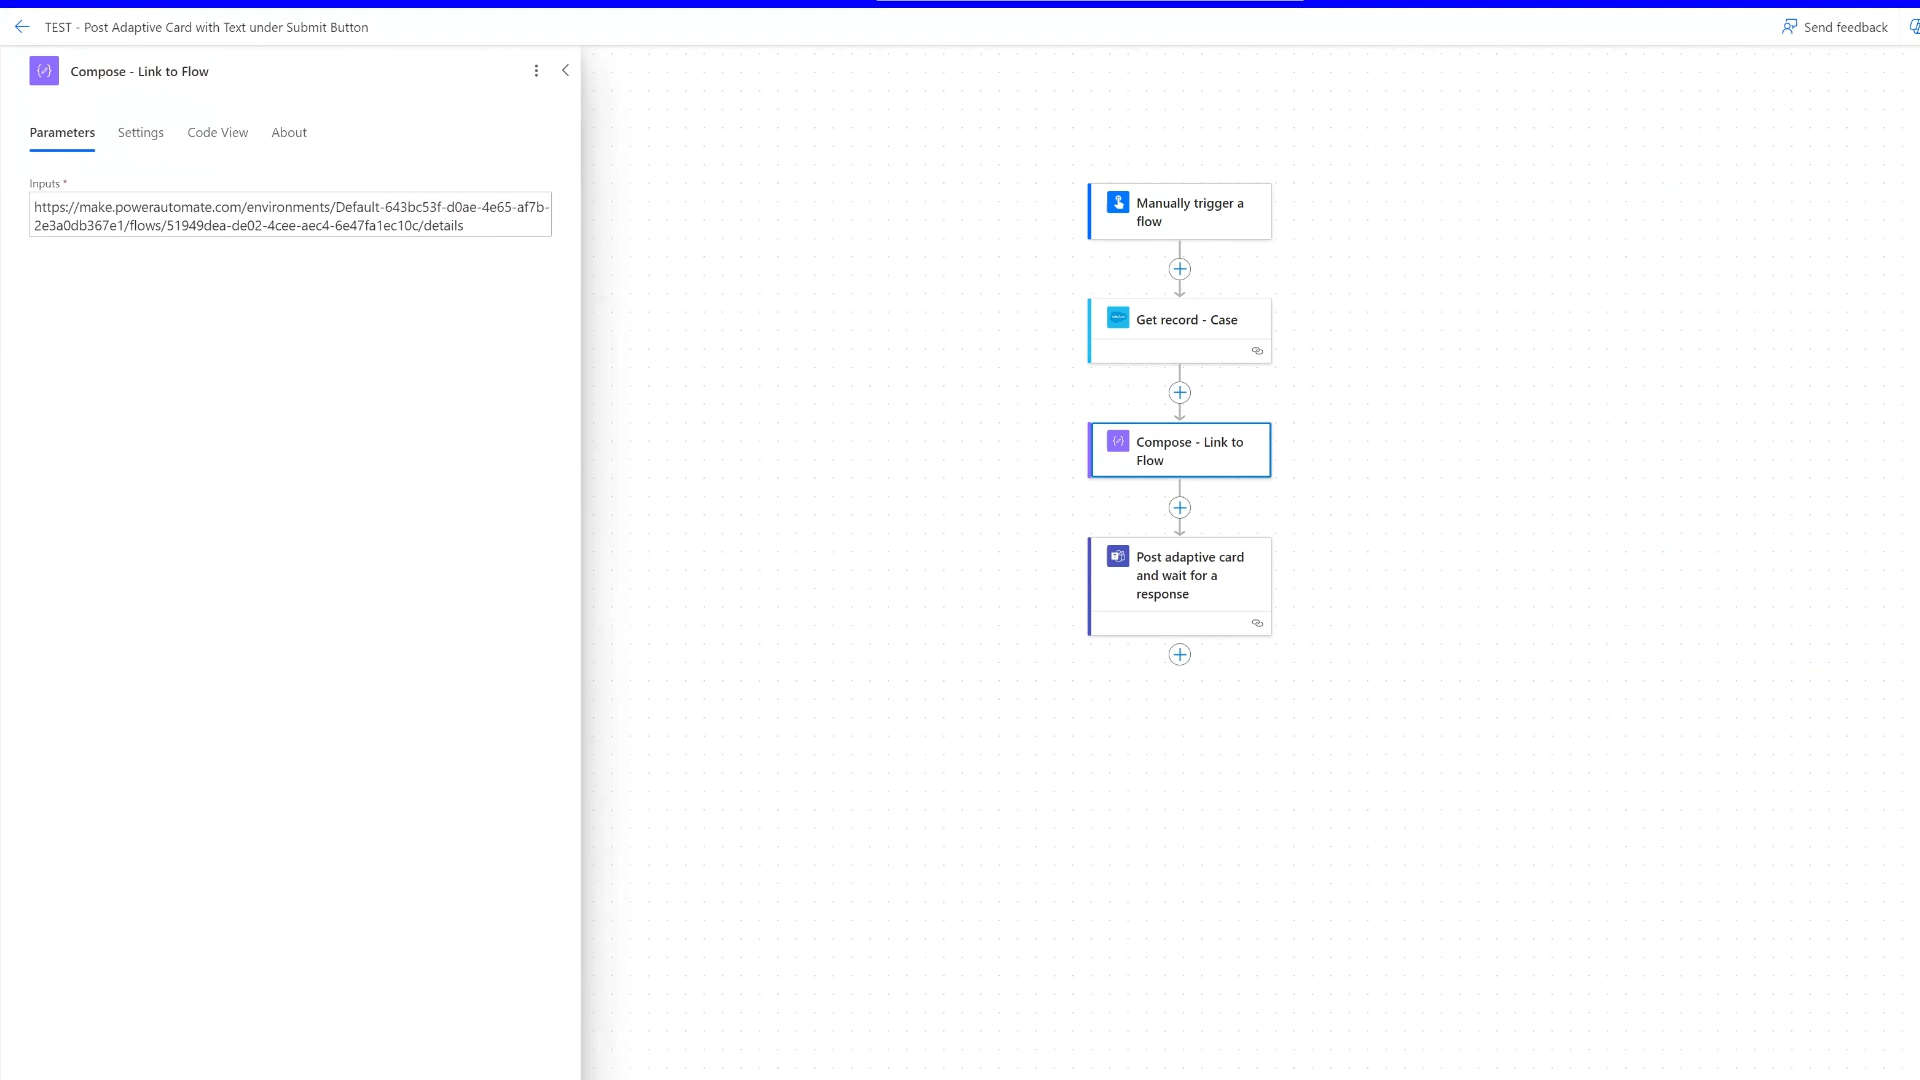 TEST - Post Adaptive Card with Text under Submit Button
Send feedback
Compose - Link to Flow
Parameters
Settings
Code View
About
Inputs *
https://make.powerautomate.com/environments/Default-643bc53f-d0ae-4e65-af7b-
2e3a0db367e1/flows/51949dea-de02-4cee-aec4-6e47fa1ec10c/details
Manually trigger a
flow
Get record - Case
Compose - Link to
Flow
Post adaptive card
and wait for a
response